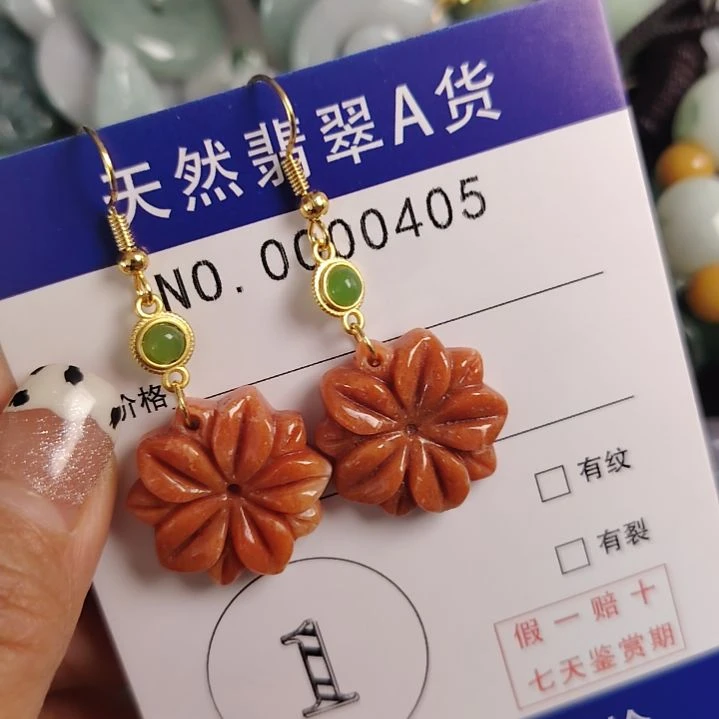 天然翡翠A货
NO.0000405
价格
有纹
有裂
假一赔十
七天鉴赏期
1